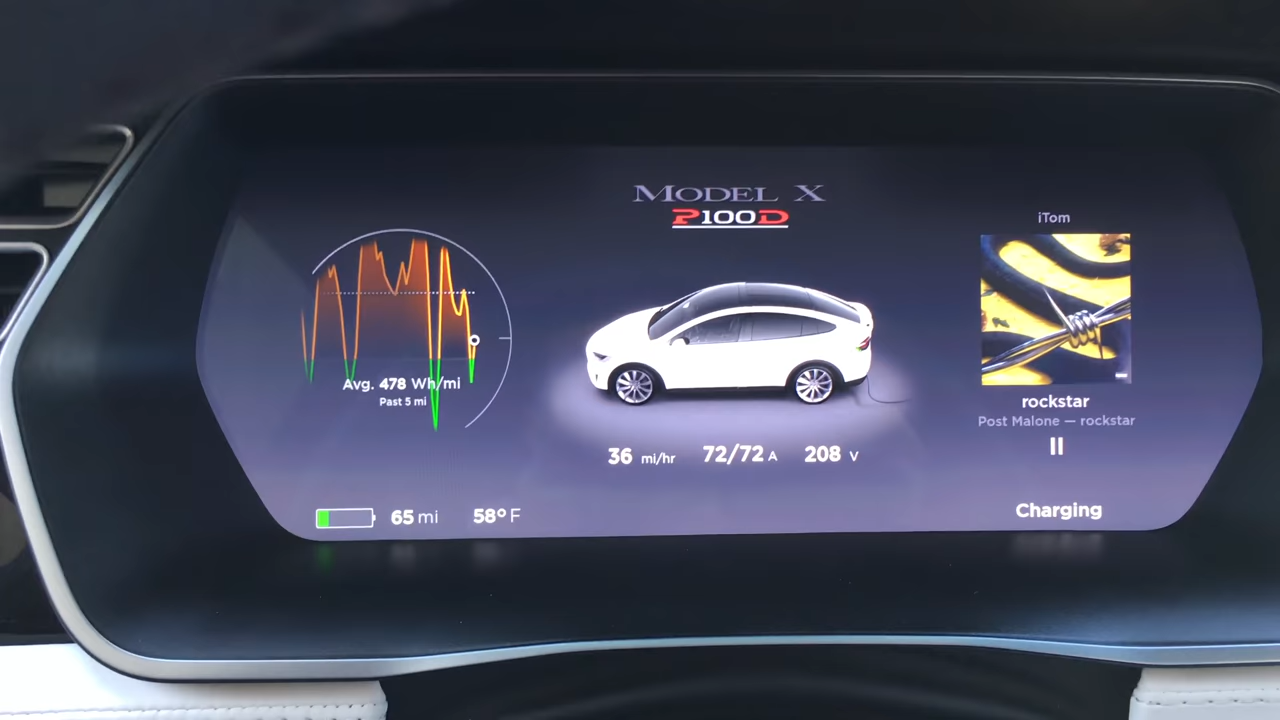 MODEL X
P100D
Avg. 478 Wh/mi
Past 5 mi
36 mi/hr 72/72 A 208 V
iTom
rockstar
Post Malone — rockstar
65 mi 58° F
Charging